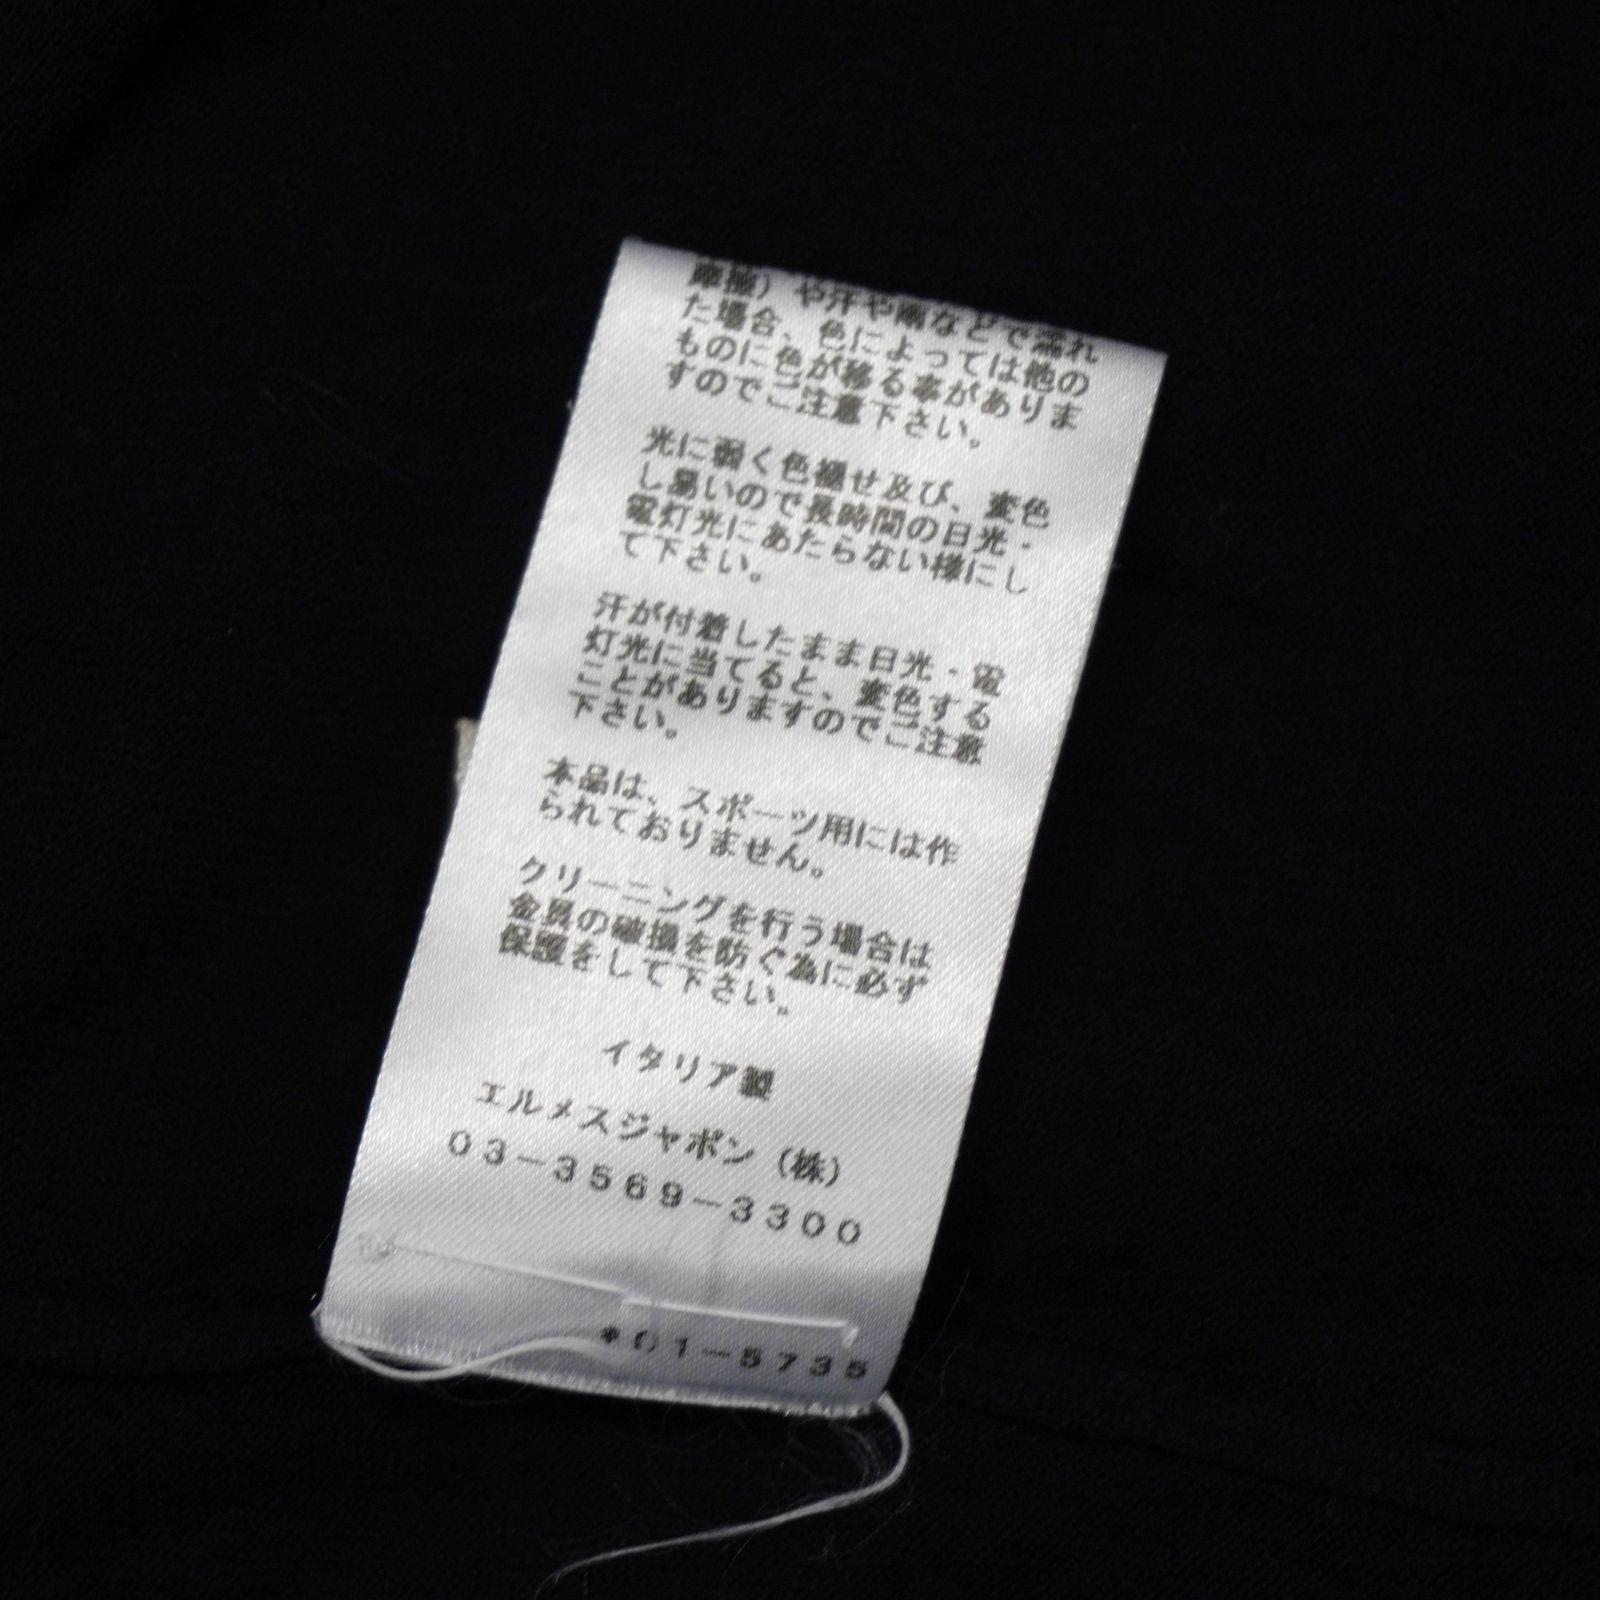 摩擦）や汗や雨などで濡れ
た場合、色によっては他の
ものに色が移る事がありま
すのでご注意下さい。
光に弱く色褪せ及び、変色
し易いので長時間の日光・
電灯光にあたらない様にし
て下さい。
汗が付着したまま日光・電
灯光に当てると、変色する
ことがありますのでご注意
下さい。
本品は、スポーツ用には作
られておりません。
クリーニングを行う場合は
金具の破損を防ぐ為に必ず
保護をして下さい。
イタリア製
エルメスジャポン（株）
03－3569－3300
*01－5735